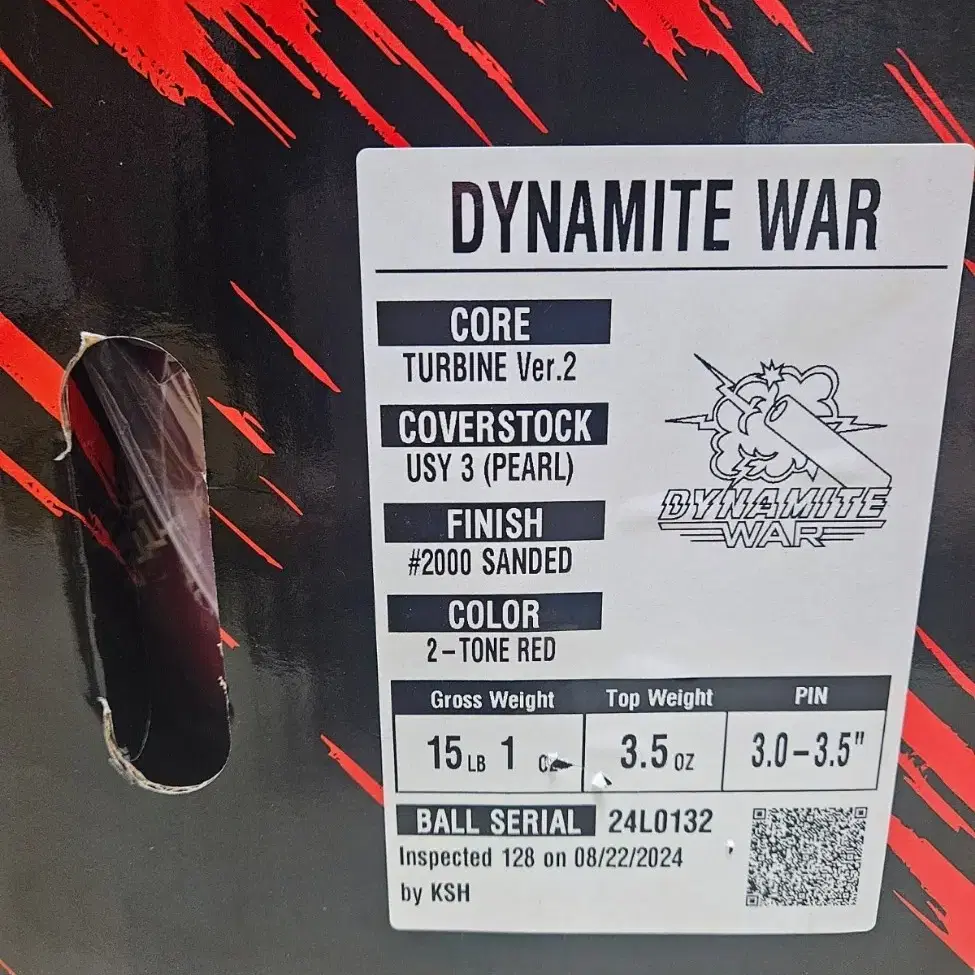 DYNAMITE WAR
CORE
TURBINE Ver.2
COVERSTOCK
USY 3 (PEARL)
FINISH
#2000 SANDED
COLOR
2-TONE RED
DYNAMITE
WAR
Gross Weight Top Weight PIN
15 LB 1 3.5 OZ 3.0-3.5"
BALL SERIAL 24L0132
Inspected 128 on 08/22/2024
by KSH